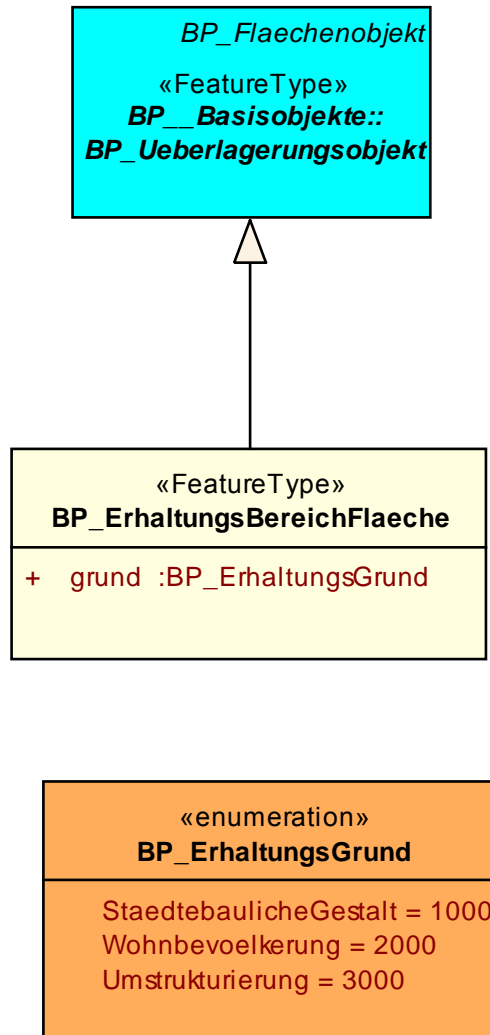 BP_Flaechenobjekt
«FeatureType»
BP__Basisobjekte::
BP_Ueberlagerungsobjekt
«FeatureType»
BP_ErhaltungsBereichFlaeche
+ grund :BP_ErhaltungsGrund
«enumeration»
BP_ErhaltungsGrund
StaedtebaulicheGestalt = 1000
Wohnbevoelkerung = 2000
Umstrukturierung = 3000